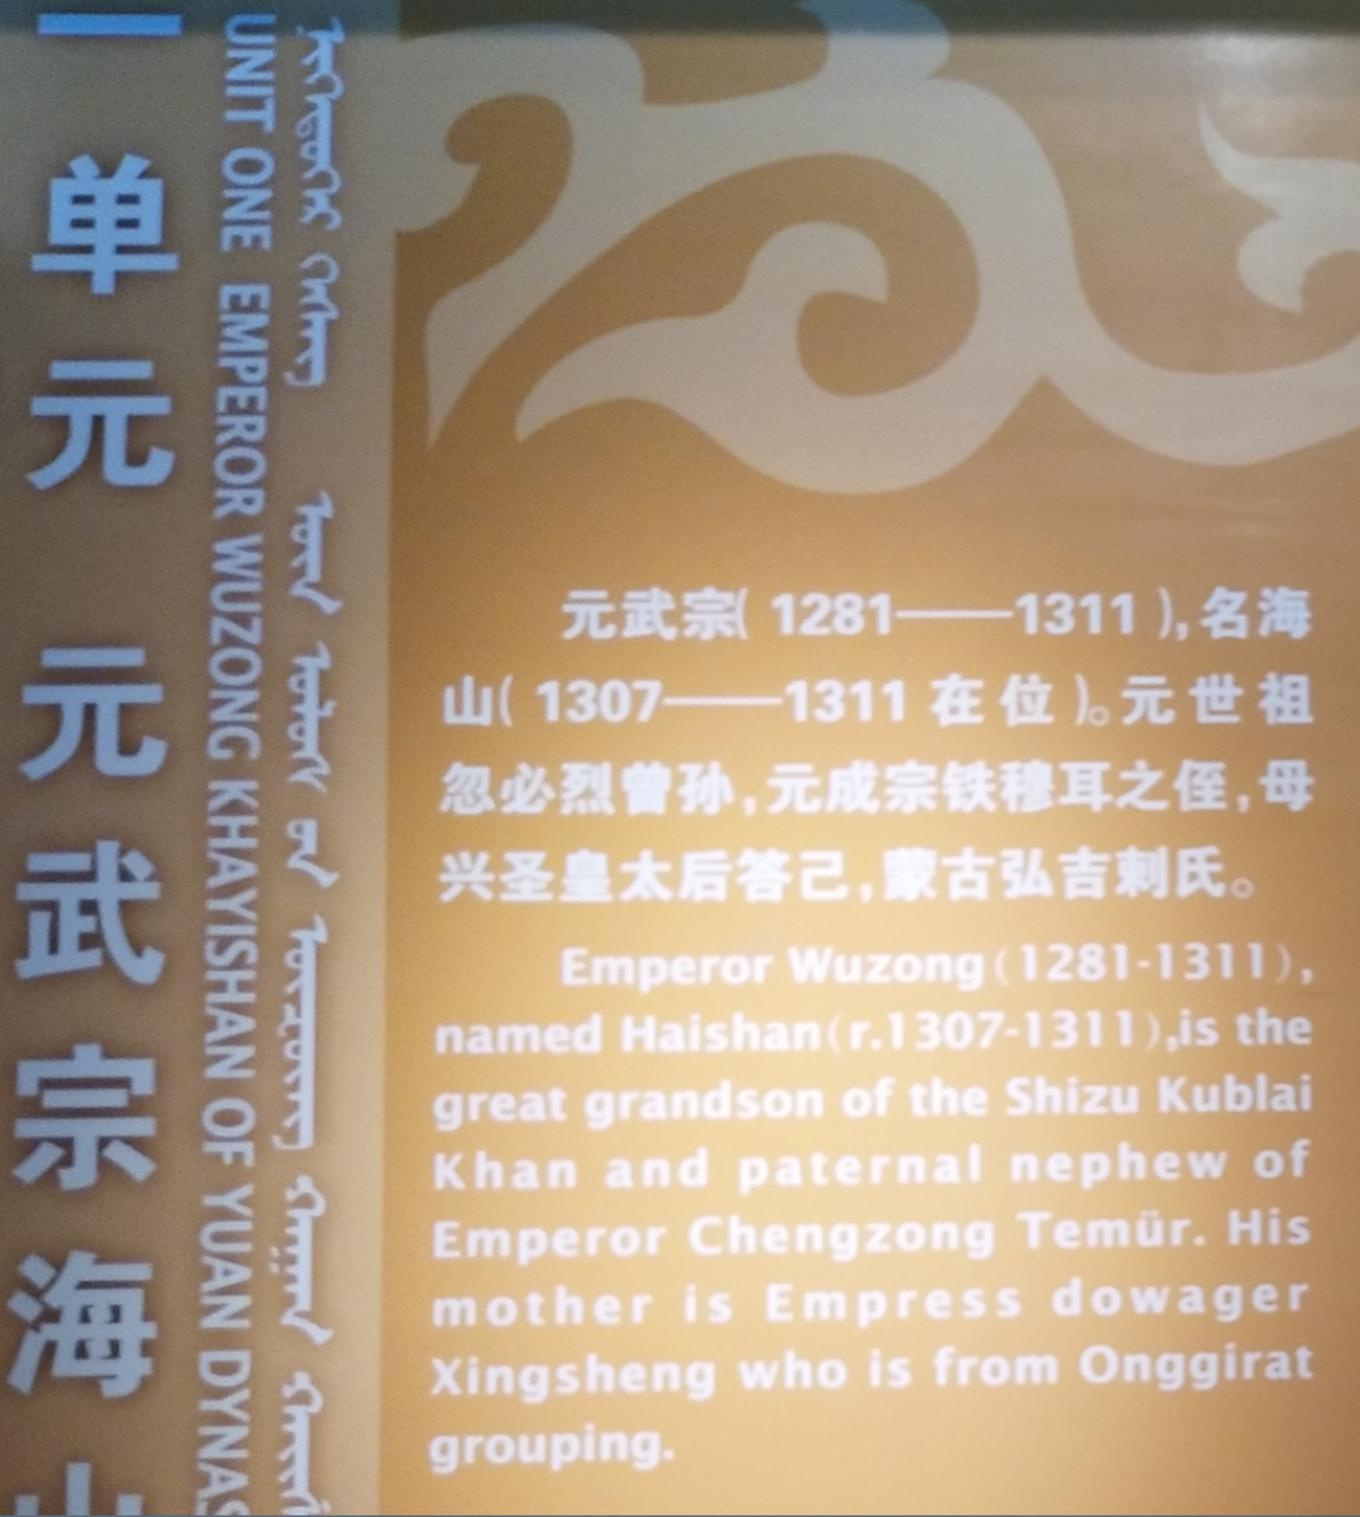 一单元 元武宗海山
UNIT ONE EMPEROR WUZONG KHAYISHAN OF YUAN DYNAS
元武宗( 1281——1311 ),名海
山( 1307——1311 在位 )。元世祖
忽必烈曾孙,元成宗铁穆耳之侄,母
兴圣皇太后答己,蒙古弘吉剌氏。
Emperor Wuzong(1281-1311),
named Haishan(r.1307-1311),is the
great grandson of the Shizu Kublai
Khan and paternal nephew of
Emperor Chengzong Temür. His
mother is Empress dowager
Xingsheng who is from Onggirat
grouping.